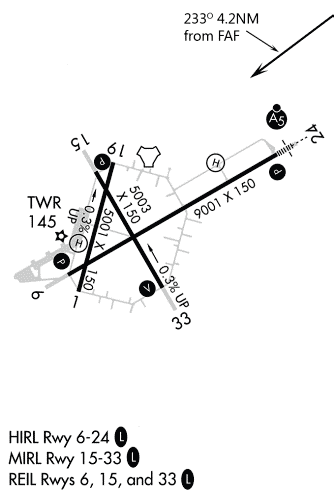 233° 4.2NM
from FAF
A5
24
15
19
P
H
P
TWR
145
0.3% UP
5001 X 150
5003 X 150
9001 X 150
H
P
6
1
V
0.3% UP
33
HIRL Rwy 6-24 L
MIRL Rwy 15-33 L
REIL Rwys 6, 15, and 33 L